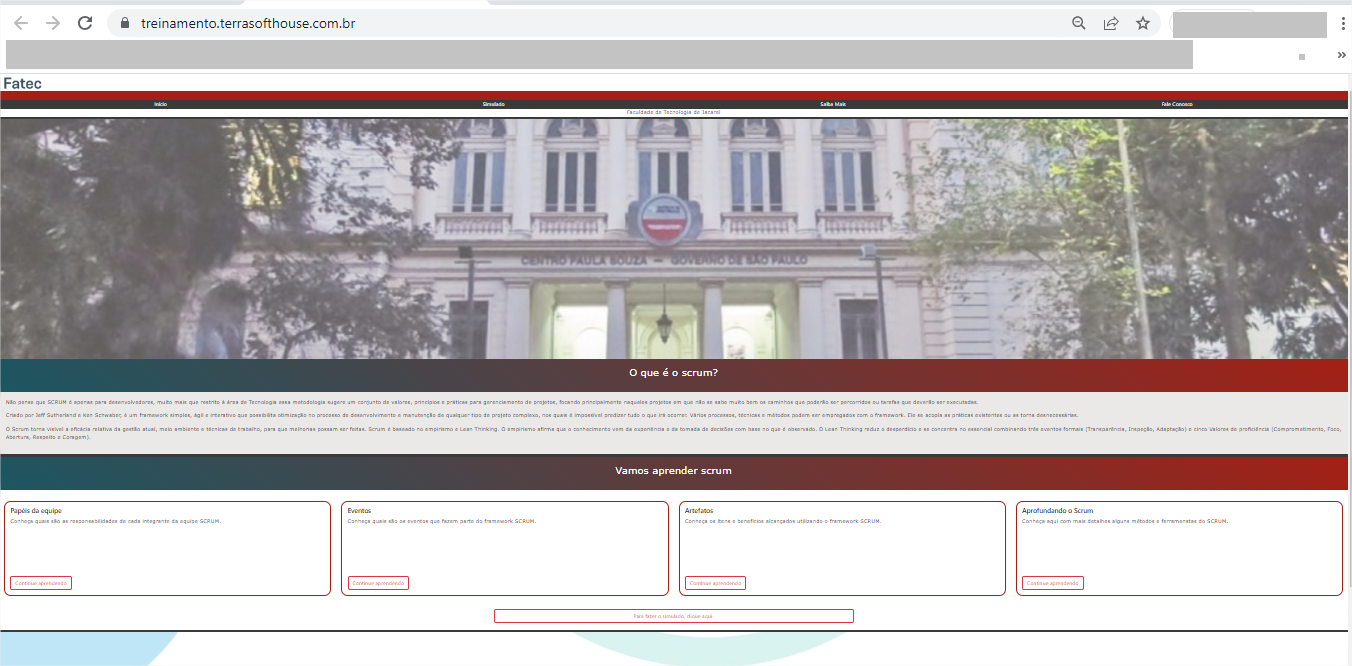 treinamento.terrasofthouse.com.br
Fatec
Início
Simulado
Saiba Mais
Fale Conosco
Faculdade de Tecnologia de Jacareí
CENTRO PAULA SOUZA — GOVERNO DE SÃO PAULO
O que é o scrum?
Não pense que SCRUM é apenas para desenvolvedores, muito mais que restrito à área de Tecnologia essa metodologia sugere um conjunto de valores, princípios e práticas para gerenciamento de projetos, focando principalmente naqueles projetos em que não se sabe muito bem os caminhos que poderão ser percorridos ou tarefas que deverão ser executadas.
Criado por Jeff Sutherland e Ken Schwaber, é um framework simples, ágil e interativo que possibilita otimização no processo de desenvolvimento e manutenção de qualquer tipo de projeto complexo, nos quais é impossível predizer tudo o que irá ocorrer. Vários processos, técnicas e métodos podem ser empregados com o framework. Ele se acopla as práticas existentes ou as torna desnecessárias.
O Scrum torna visível a eficácia relativa da gestão atual, meio ambiente e técnicas de trabalho, para que melhorias possam ser feitas. Scrum é baseado no empirismo e Lean Thinking. O empirismo afirma que o conhecimento vem da experiência e da tomada de decisões com base no que é observado. O Lean Thinking reduz o desperdício e se concentra no essencial combinando três eventos formais (Transparência, Inspeção, Adaptação) e cinco Valores de proficiência (Comprometimento, Foco,
Abertura, Respeito e Coragem).
Vamos aprender scrum
Papéis da equipe
Conheça quais são as responsabilidades de cada integrante da equipe SCRUM.
Continue aprendendo
Eventos
Conheça quais são os eventos que fazem parte do framework SCRUM.
Continue aprendendo
Artefatos
Conheça os itens e benefícios alcançados utilizando o framework SCRUM.
Continue aprendendo
Aprofundando o Scrum
Conheça aqui com mais detalhes alguns métodos e ferramentas do SCRUM.
Continue aprendendo
Para fazer o simulado, clique aqui